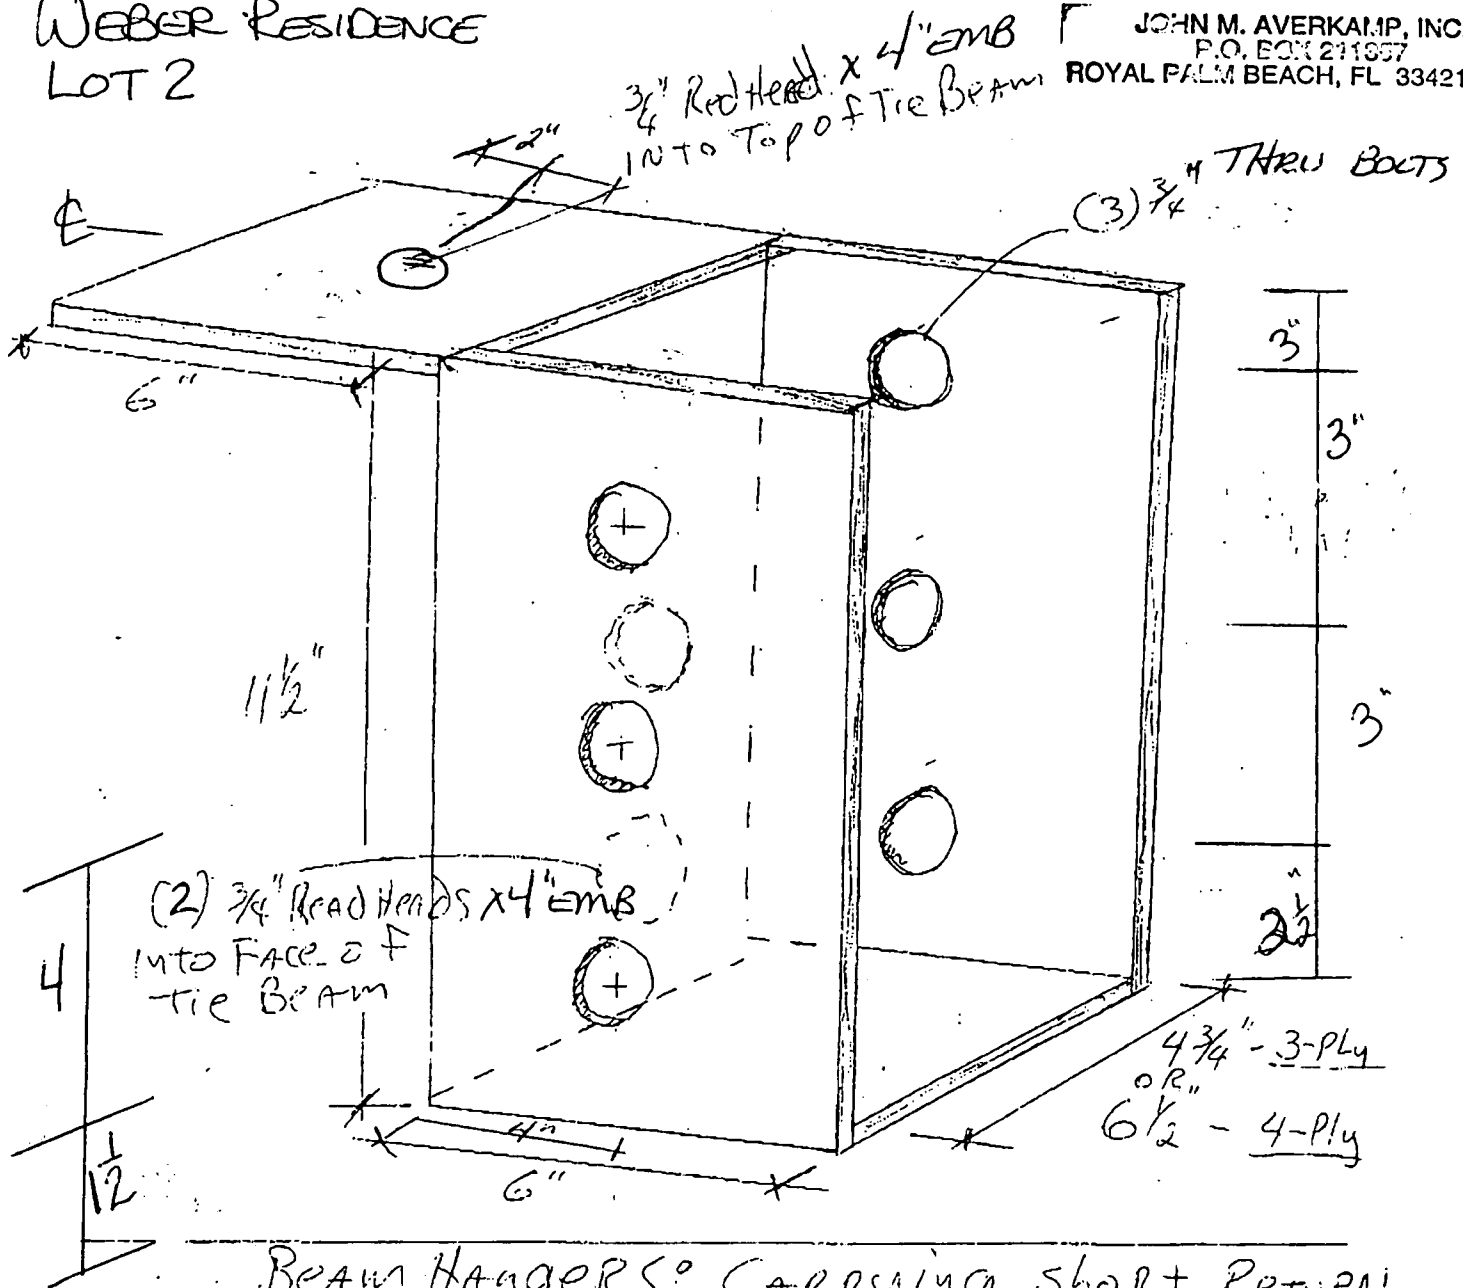 WEBER RESIDENCE
LOT 2
JOHN M. AVERKAMP, INC
P.O. BOX
ROYAL PALM BEACH, FL 33421
3/4" Red Head x 4" EMB
INTO Top of Tie Beam
2"
(3) 3/4" THRU BOLTS
℄
6"
3"
3"
11 1/2"
3"
(2) 3/4" Read Heads x 4" EMB
Into Face of
Tie Beam
4
2 1/2"
4 3/4" - 3-Ply
OR
6 1/2" - 4-Ply
1 1/2
4"
6"
BEAM HANGERS: CARRYING Short